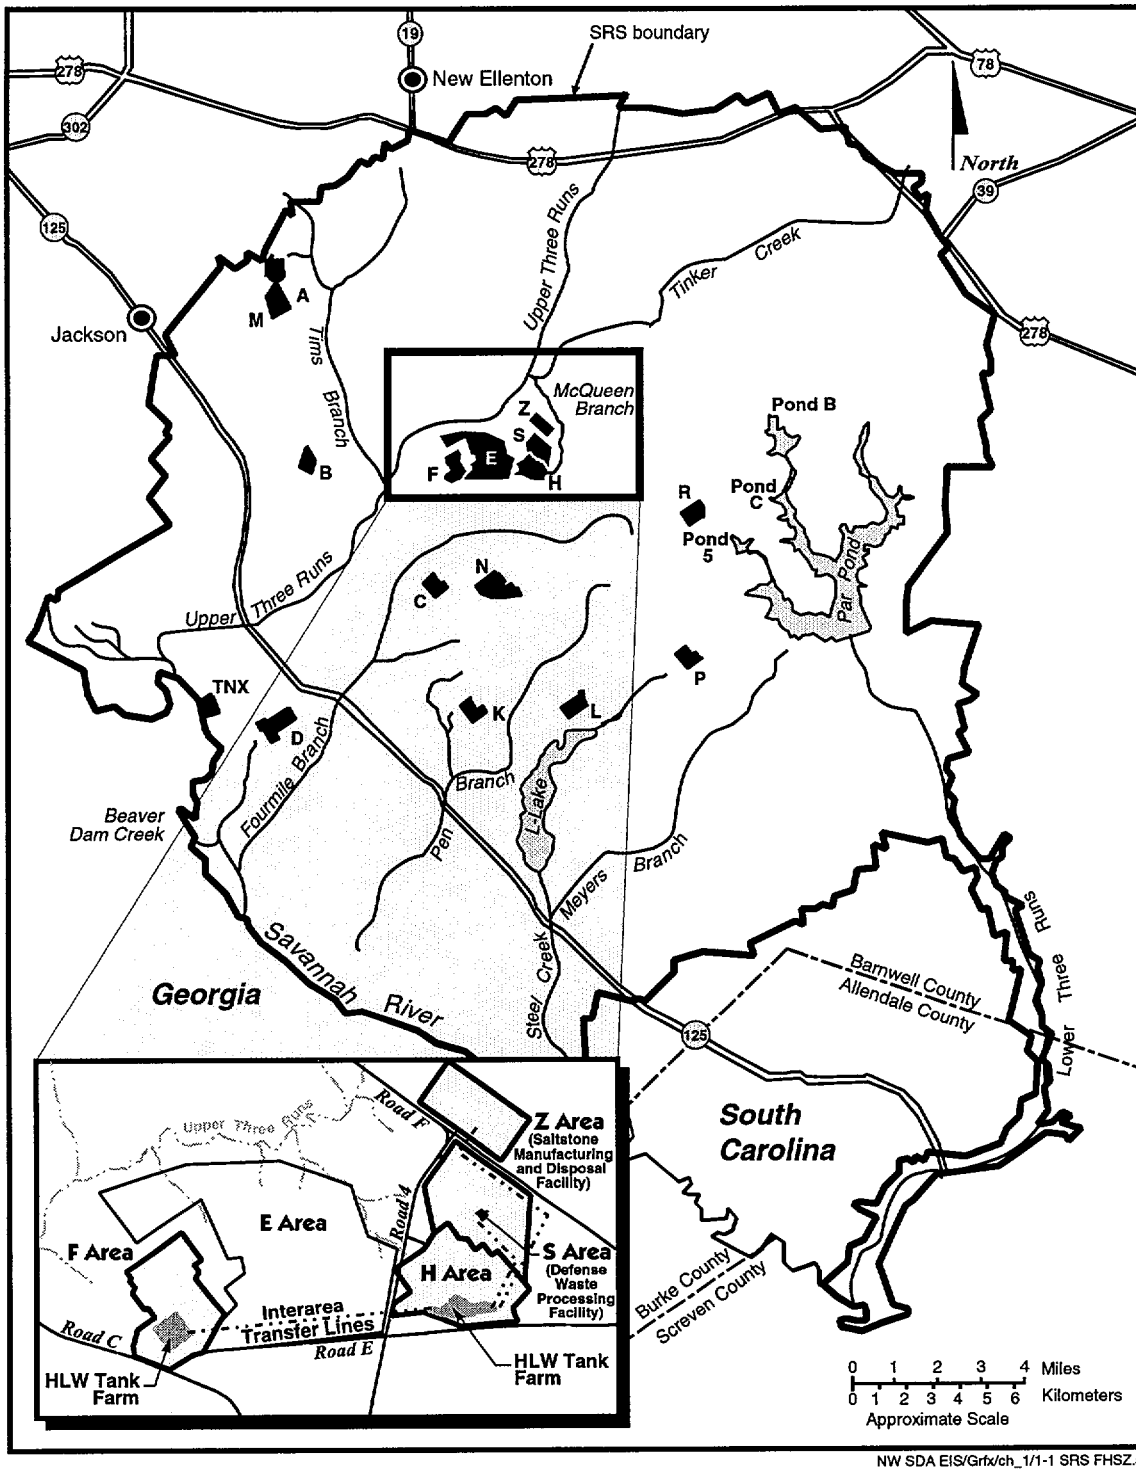 19
SRS boundary
278
New Ellenton
78
302
278
North
39
125
Upper Three Runs
Tinker Creek
A
M
Jackson
Tims Branch
278
McQueen
Branch
Pond B
Z
S
E
F
H
B
R
Pond
C
Pond
5
Par Pond
N
C
Upper Three Runs
P
TNX
K
L
D
Fourmile Branch
Pen Branch
L-Lake
Beaver
Dam Creek
Meyers Branch
Savannah River
Steel Creek
Georgia
Lower Three Runs
Barnwell County
Allendale County
125
South
Carolina
Burke County
Screven County
Road F
Upper Three Runs
Z Area
(Saltstone
Manufacturing
and Disposal
Facility)
Road 4
E Area
F Area
S Area
(Defense
Waste
Processing
Facility)
H Area
Interarea
Transfer Lines
Road C
Road E
HLW Tank
Farm
HLW Tank
Farm
0 1 2 3 4 Miles
0 1 2 3 4 5 6 Kilometers
Approximate Scale
NW SDA EIS/Grfx/ch_1/1-1 SRS FHSZ.